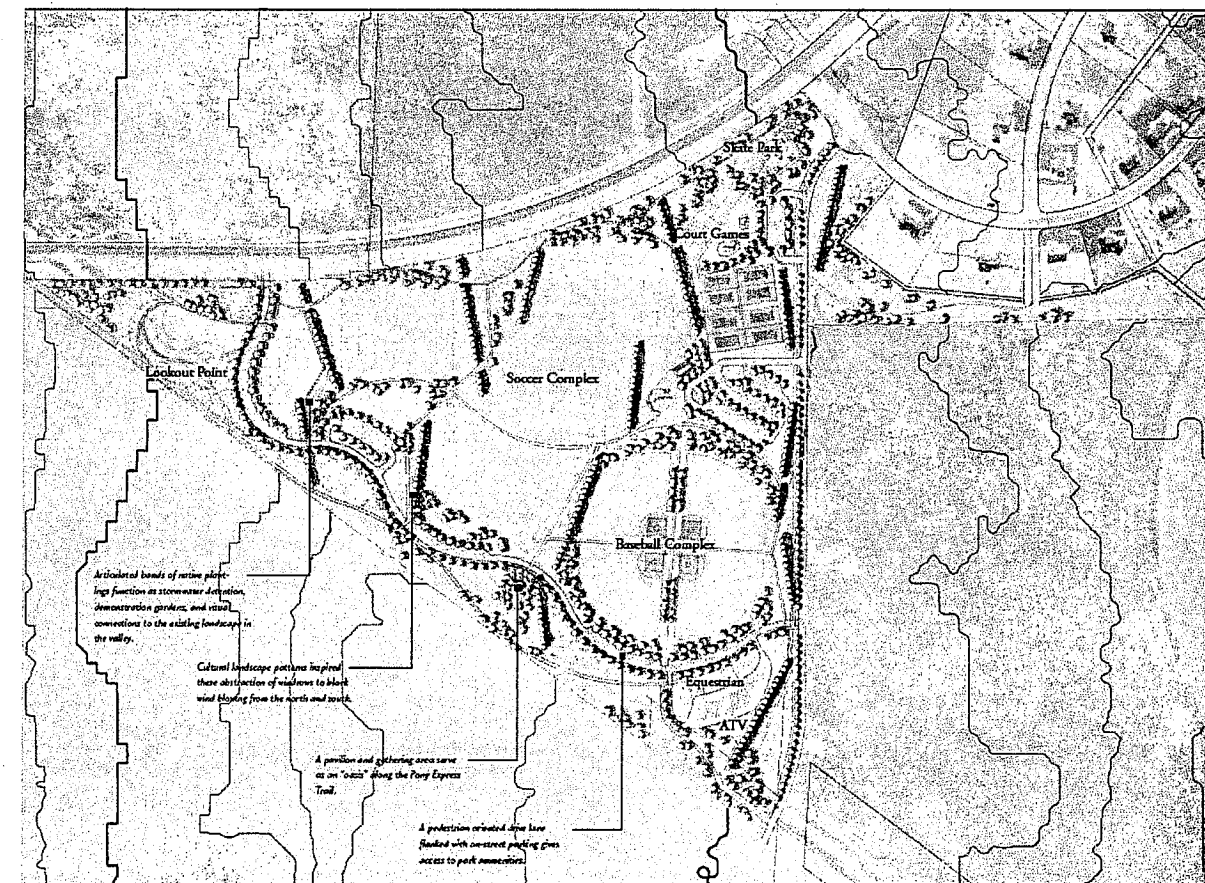 Skate Park
Court Games
Lookout Point
Soccer Complex
Baseball Complex
Articulated bands of native plant-
ings function as stormwater detention,
demonstration gardens, and visual
connections to the existing landscape in
the valley.
Cultural landscape patterns inspired
these abstraction of windrows to block
wind blowing from the north and south.
Equestrian
ATV
A pavilion and gathering area serve
as an "oasis" along the Pony Express
Trail.
A pedestrian oriented drive lane
flanked with on-street parking gives
access to park ammenities.